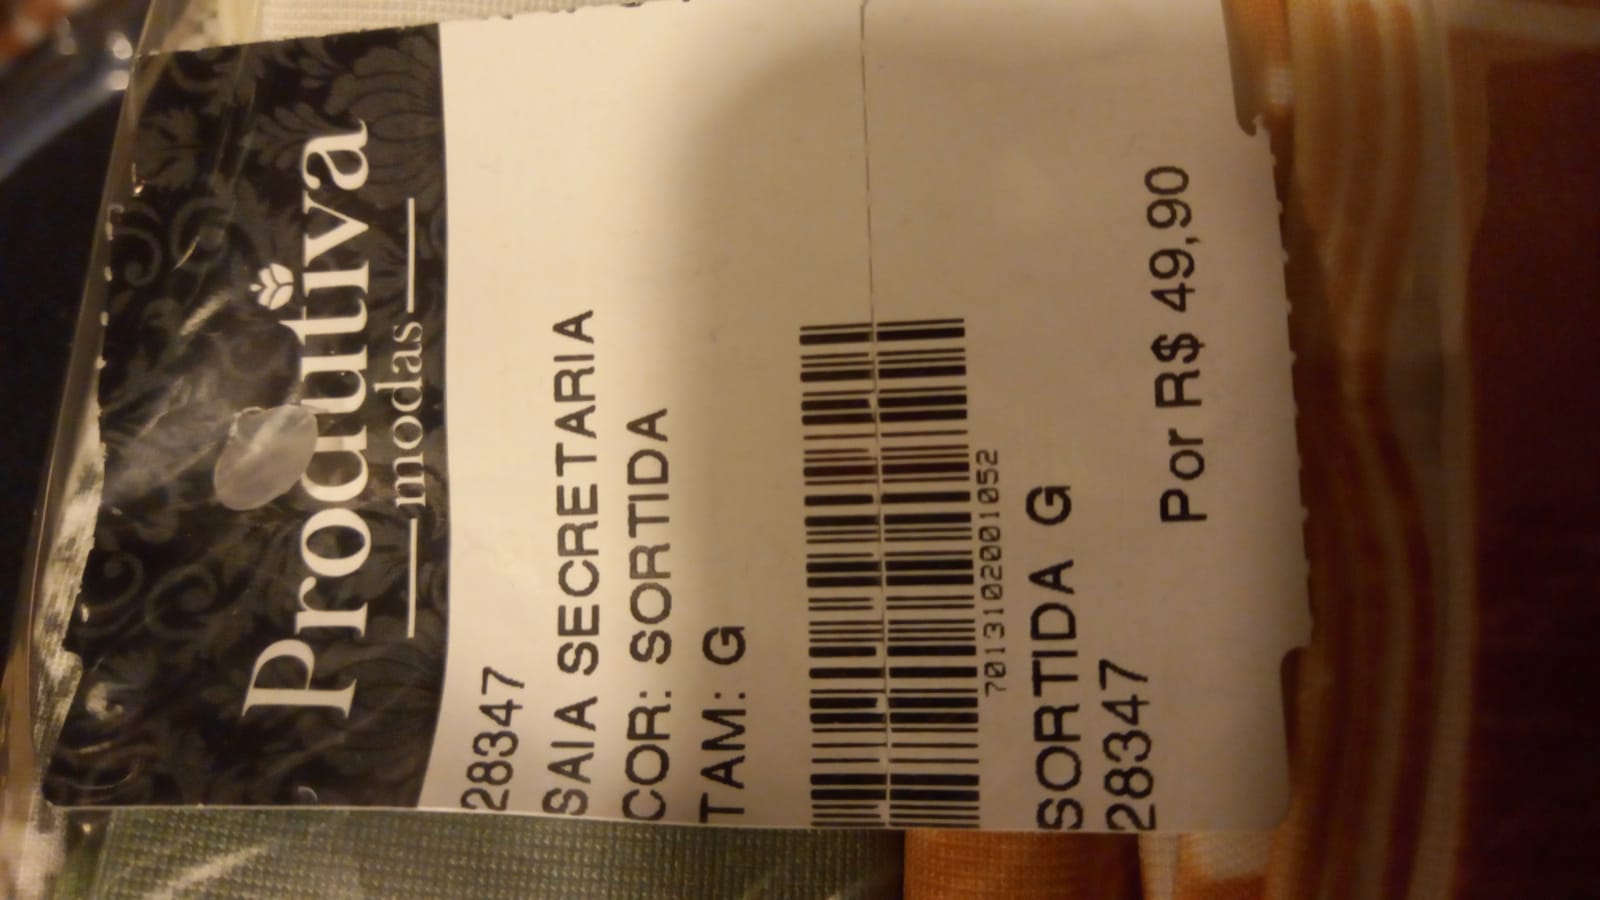 Produtiva
modas
28347
SAIA SECRETARIA
COR: SORTIDA
TAM: G
7013102001052
SORTIDA G
28347
Por R$ 49,90